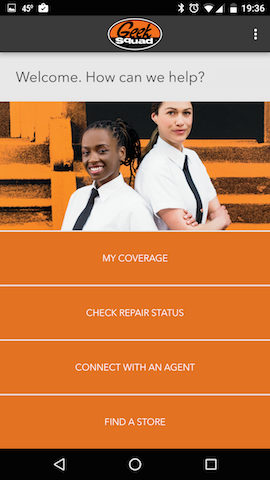 45°
19:36
Geek
Squad
Welcome. How can we help?
MY COVERAGE
CHECK REPAIR STATUS
CONNECT WITH AN AGENT
FIND A STORE